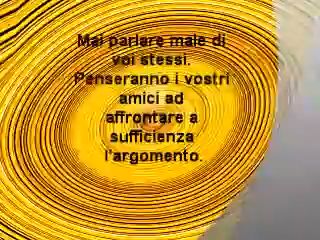 Mai parlare male di
voi stessi.
Penseranno i vostri
amici ad
affrontare a
sufficienza
l'argomento.